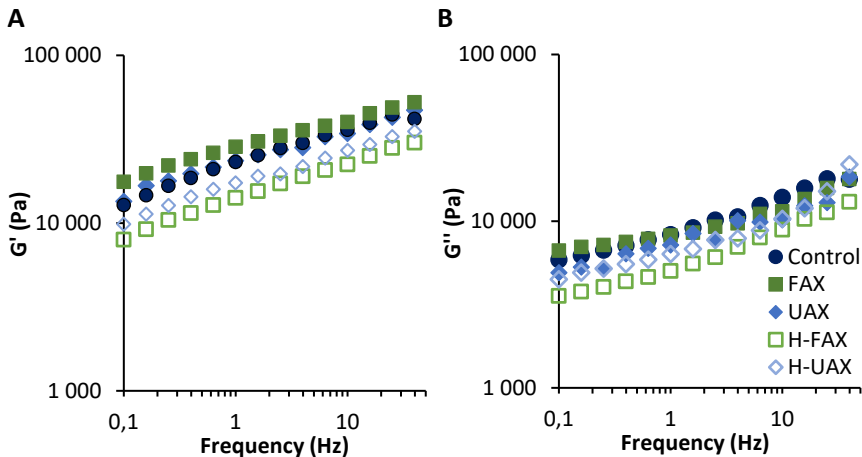 A
100 000
10 000
1 000
G' (Pa)
0,1
1
10
Frequency (Hz)
B
100 000
10 000
1 000
G'' (Pa)
0,1
1
10
Frequency (Hz)
Control
FAX
UAX
H-FAX
H-UAX